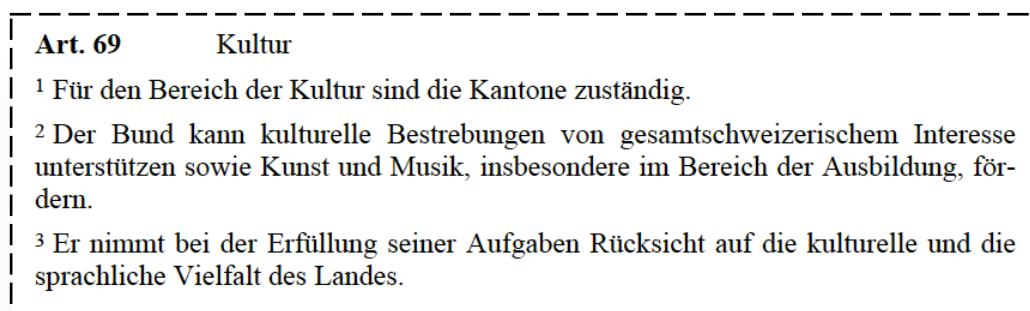 Art. 69 Kultur
1 Für den Bereich der Kultur sind die Kantone zuständig.
2 Der Bund kann kulturelle Bestrebungen von gesamtschweizerischem Interesse
unterstützen sowie Kunst und Musik, insbesondere im Bereich der Ausbildung, för-
dern.
3 Er nimmt bei der Erfüllung seiner Aufgaben Rücksicht auf die kulturelle und die
sprachliche Vielfalt des Landes.